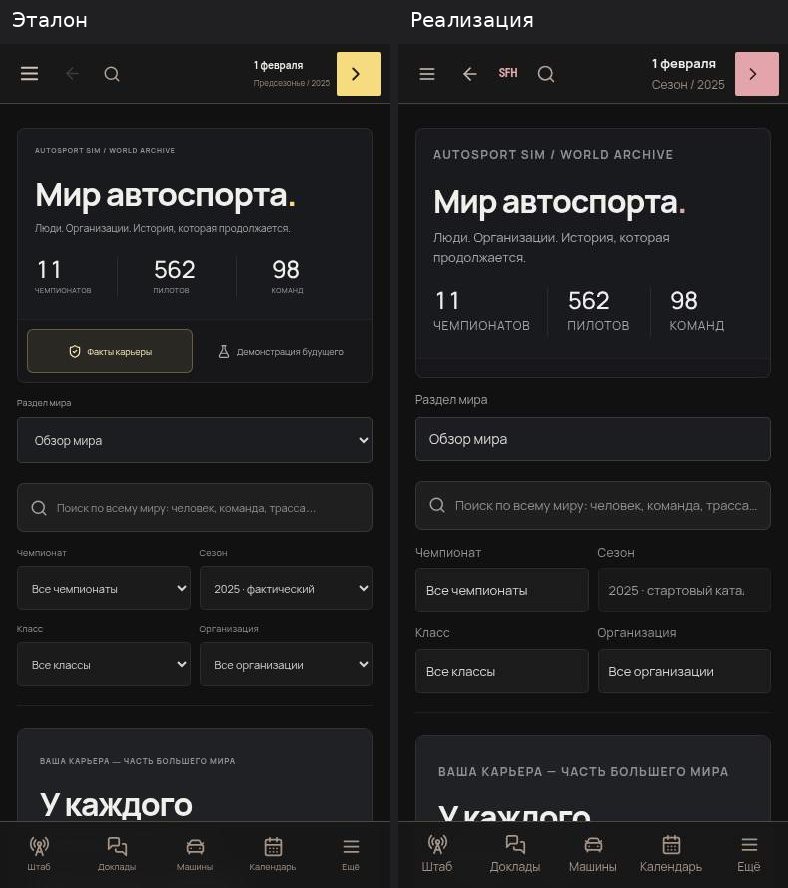 Эталон
1 февраля
Предсезонье / 2025
AUTOSPORT SIM / WORLD ARCHIVE
Мир автоспорта.
Люди. Организации. История, которая продолжается.
11
562
98
ЧЕМПИОНАТОВ
ПИЛОТОВ
КОМАНД
Факты карьеры
Демонстрация будущего
Раздел мира
Обзор мира
Поиск по всему миру: человек, команда, трасса...
Чемпионат
Сезон
Все чемпионаты
2025 · фактический
Класс
Организация
Все классы
Все организации
ВАША КАРЬЕРА — ЧАСТЬ БОЛЬШЕГО МИРА
У каждого
Штаб
Доклады
Машины
Календарь
Ещё
Реализация
SFH
1 февраля
Сезон / 2025
AUTOSPORT SIM / WORLD ARCHIVE
Мир автоспорта.
Люди. Организации. История, которая
продолжается.
11
562
98
ЧЕМПИОНАТОВ
ПИЛОТОВ
КОМАНД
Раздел мира
Обзор мира
Поиск по всему миру: человек, команда, трасса...
Чемпионат
Сезон
Все чемпионаты
2025 · стартовый ката
Класс
Организация
Все классы
Все организации
ВАША КАРЬЕРА — ЧАСТЬ БОЛЬШЕГО МИРА
У каждого
Штаб
Доклады
Машины
Календарь
Ещё